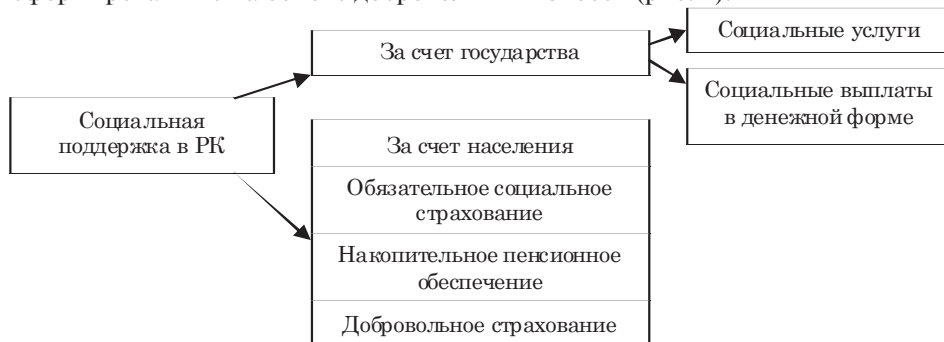 За счет государства
Социальные услуги
Социальные выплаты
в денежной форме
Социальная
поддержка в РК
За счет населения
Обязательное социальное
страхование
Накопительное пенсионное
обеспечение
Добровольное страхование